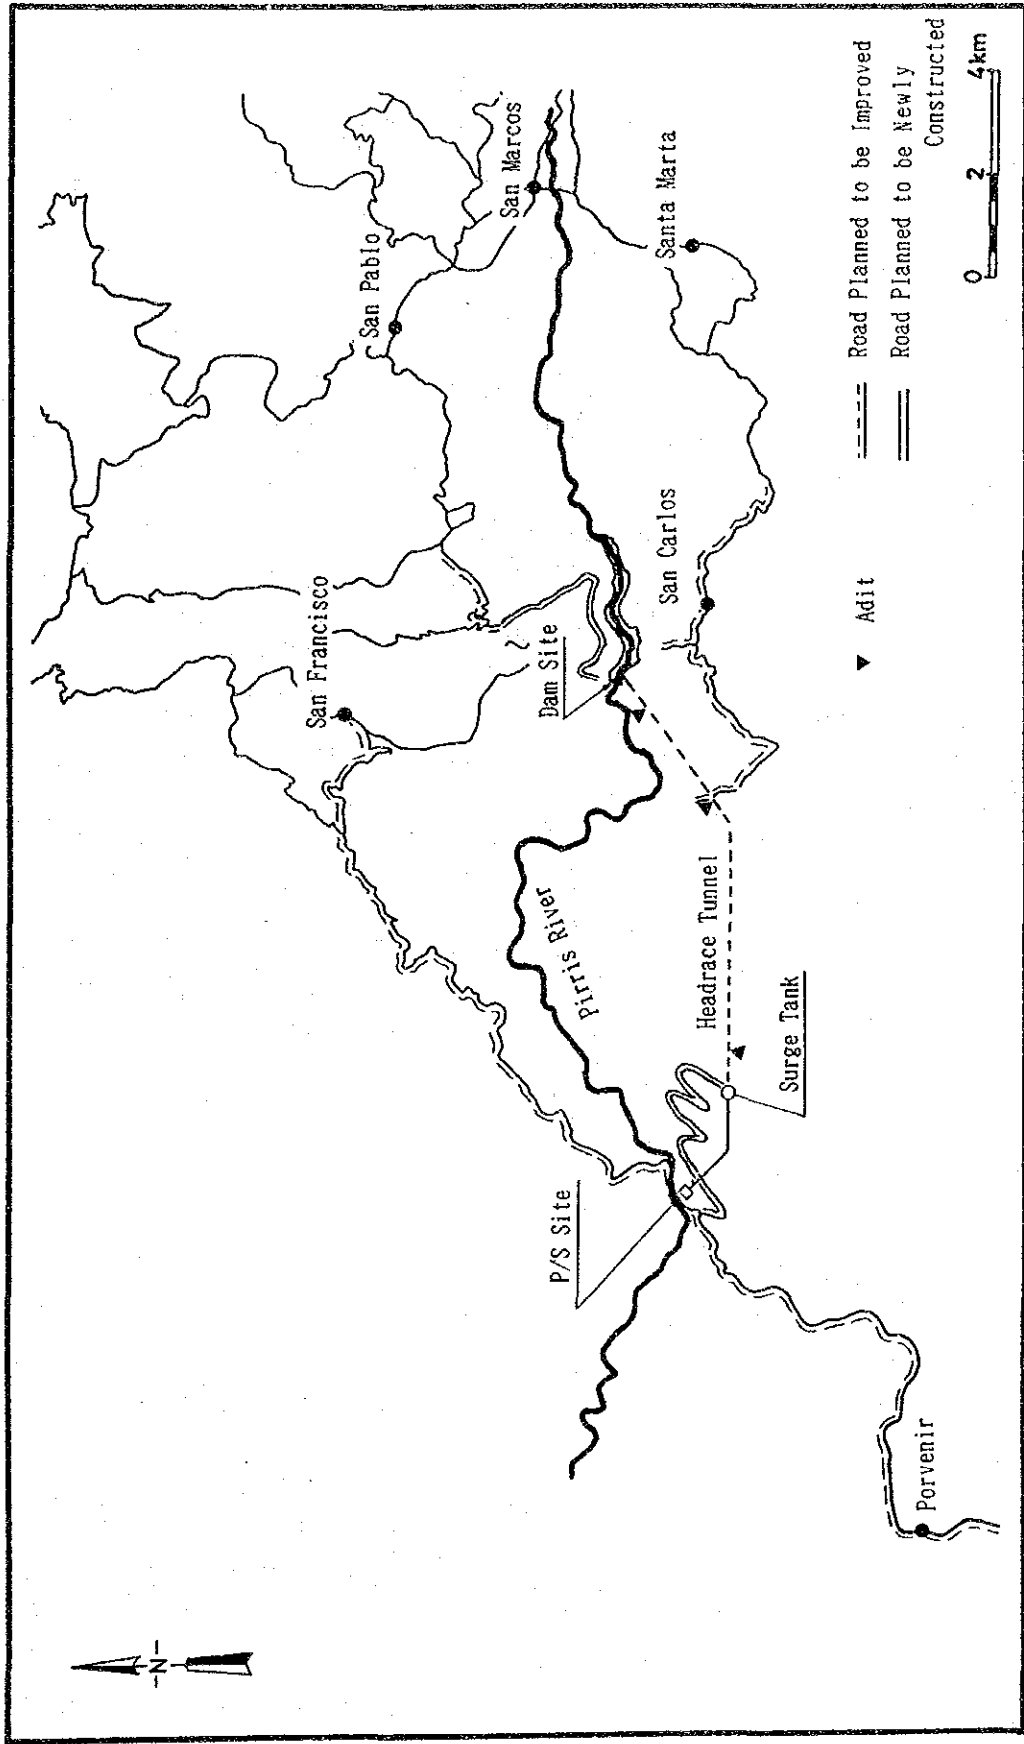 -N-
San Francisco
San Pablo
San Marcos
Santa Marta
San Carlos
Dam Site
Pirris River
Headrace Tunnel
Surge Tank
P/S Site
Porvenir
Adit
Road Planned to be Improved
Road Planned to be Newly
Constructed
0 2 4km